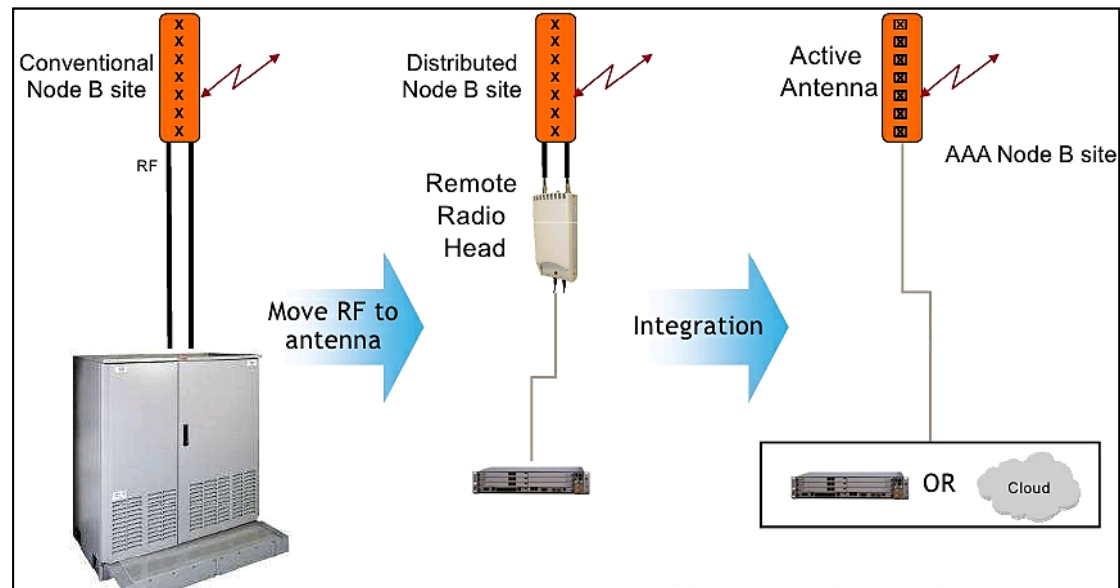 Conventional
Node B site
RF
Move RF to
antenna
Distributed
Node B site
Remote
Radio
Head
Integration
Active
Antenna
AAA Node B site
OR
Cloud